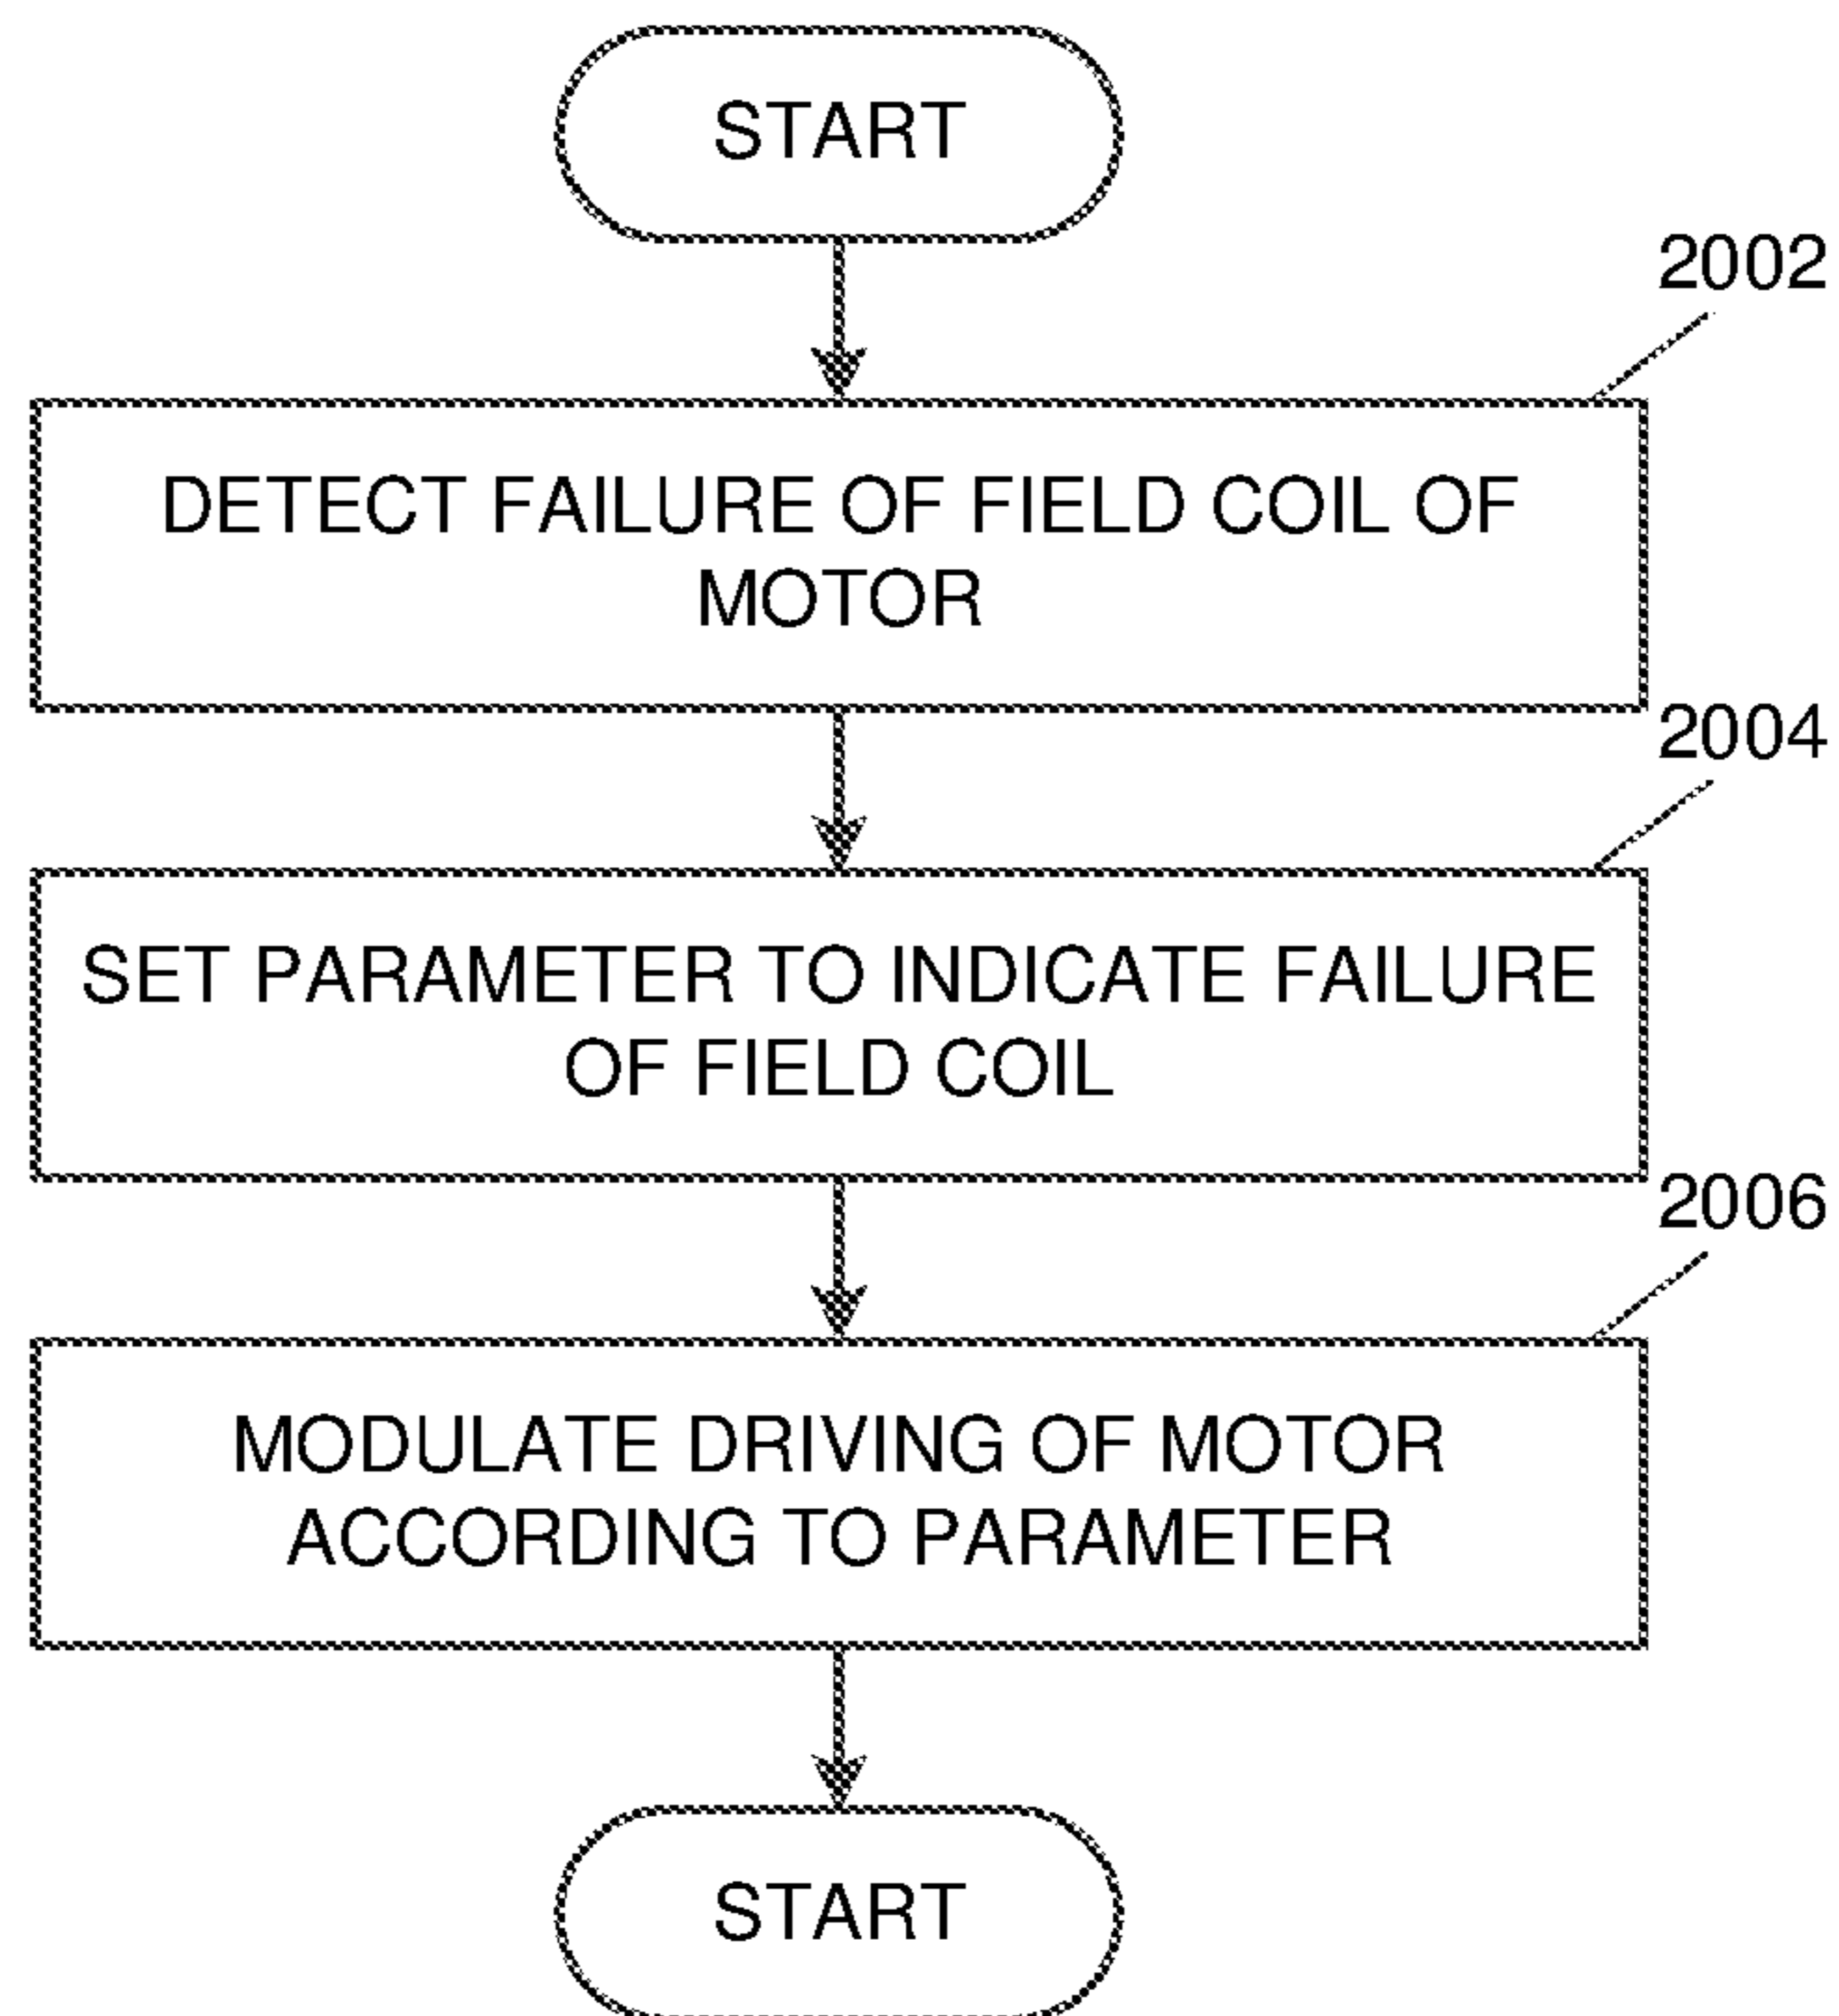 START
2002
DETECT FAILURE OF FIELD COIL OF
MOTOR
2004
SET PARAMETER TO INDICATE FAILURE
OF FIELD COIL
2006
MODULATE DRIVING OF MOTOR
ACCORDING TO PARAMETER
START